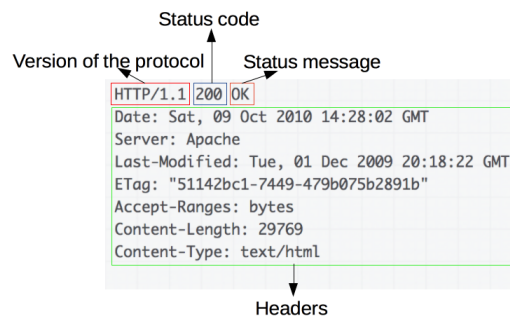 Status code
Version of the protocol
Status message
HTTP/1.1 200 OK
Date: Sat, 09 Oct 2010 14:28:02 GMT
Server: Apache
Last-Modified: Tue, 01 Dec 2009 20:18:22 GMT
ETag: "51142bc1-7449-479b075b2891b"
Accept-Ranges: bytes
Content-Length: 29769
Content-Type: text/html
Headers